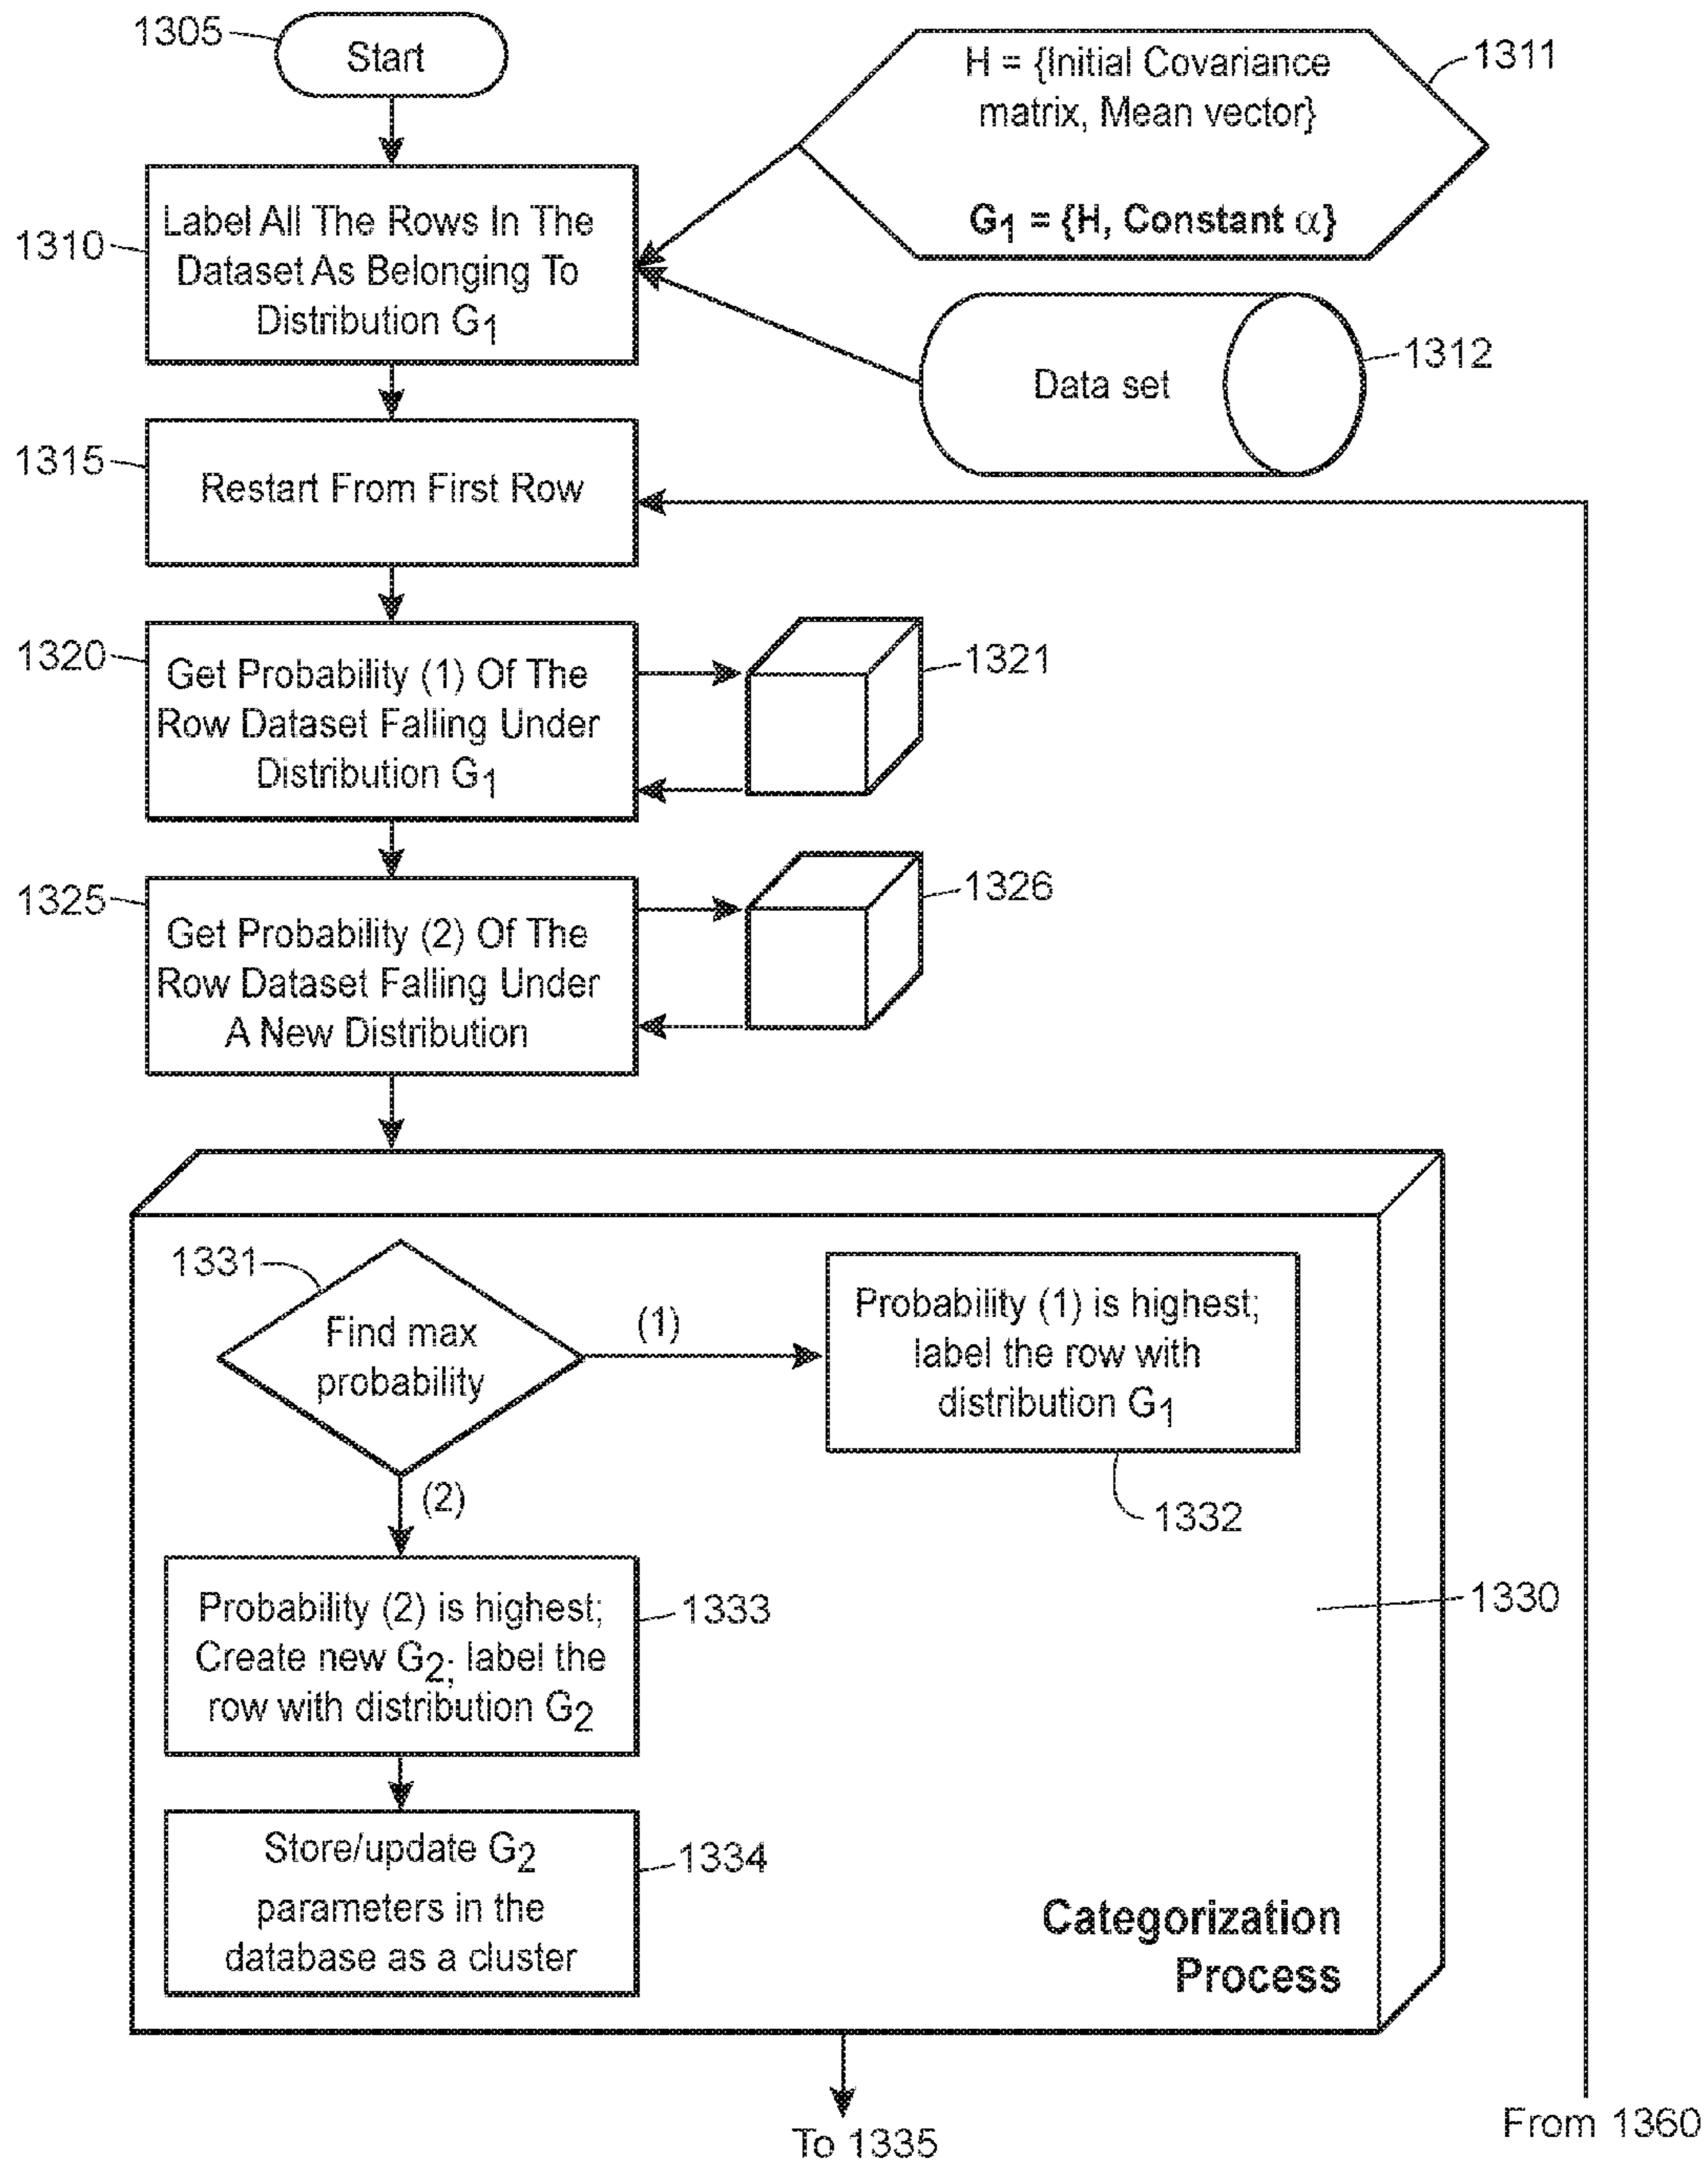 1305
Start
H = {Initial Covariance
matrix, Mean vector}
G1 = {H, Constant α}
1311
1310
Label All The Rows In The
Dataset As Belonging To
Distribution G1
Data set
1312
1315
Restart From First Row
1320
Get Probability (1) Of The
Row Dataset Falling Under
Distribution G1
1321
1325
Get Probability (2) Of The
Row Dataset Falling Under
A New Distribution
1326
1331
Find max
probability
(1)
Probability (1) is highest;
label the row with
distribution G1
1332
(2)
Probability (2) is highest;
Create new G2; label the
row with distribution G2
1333
1330
Store/update G2
parameters in the
database as a cluster
1334
Categorization
Process
To 1335
From 1360